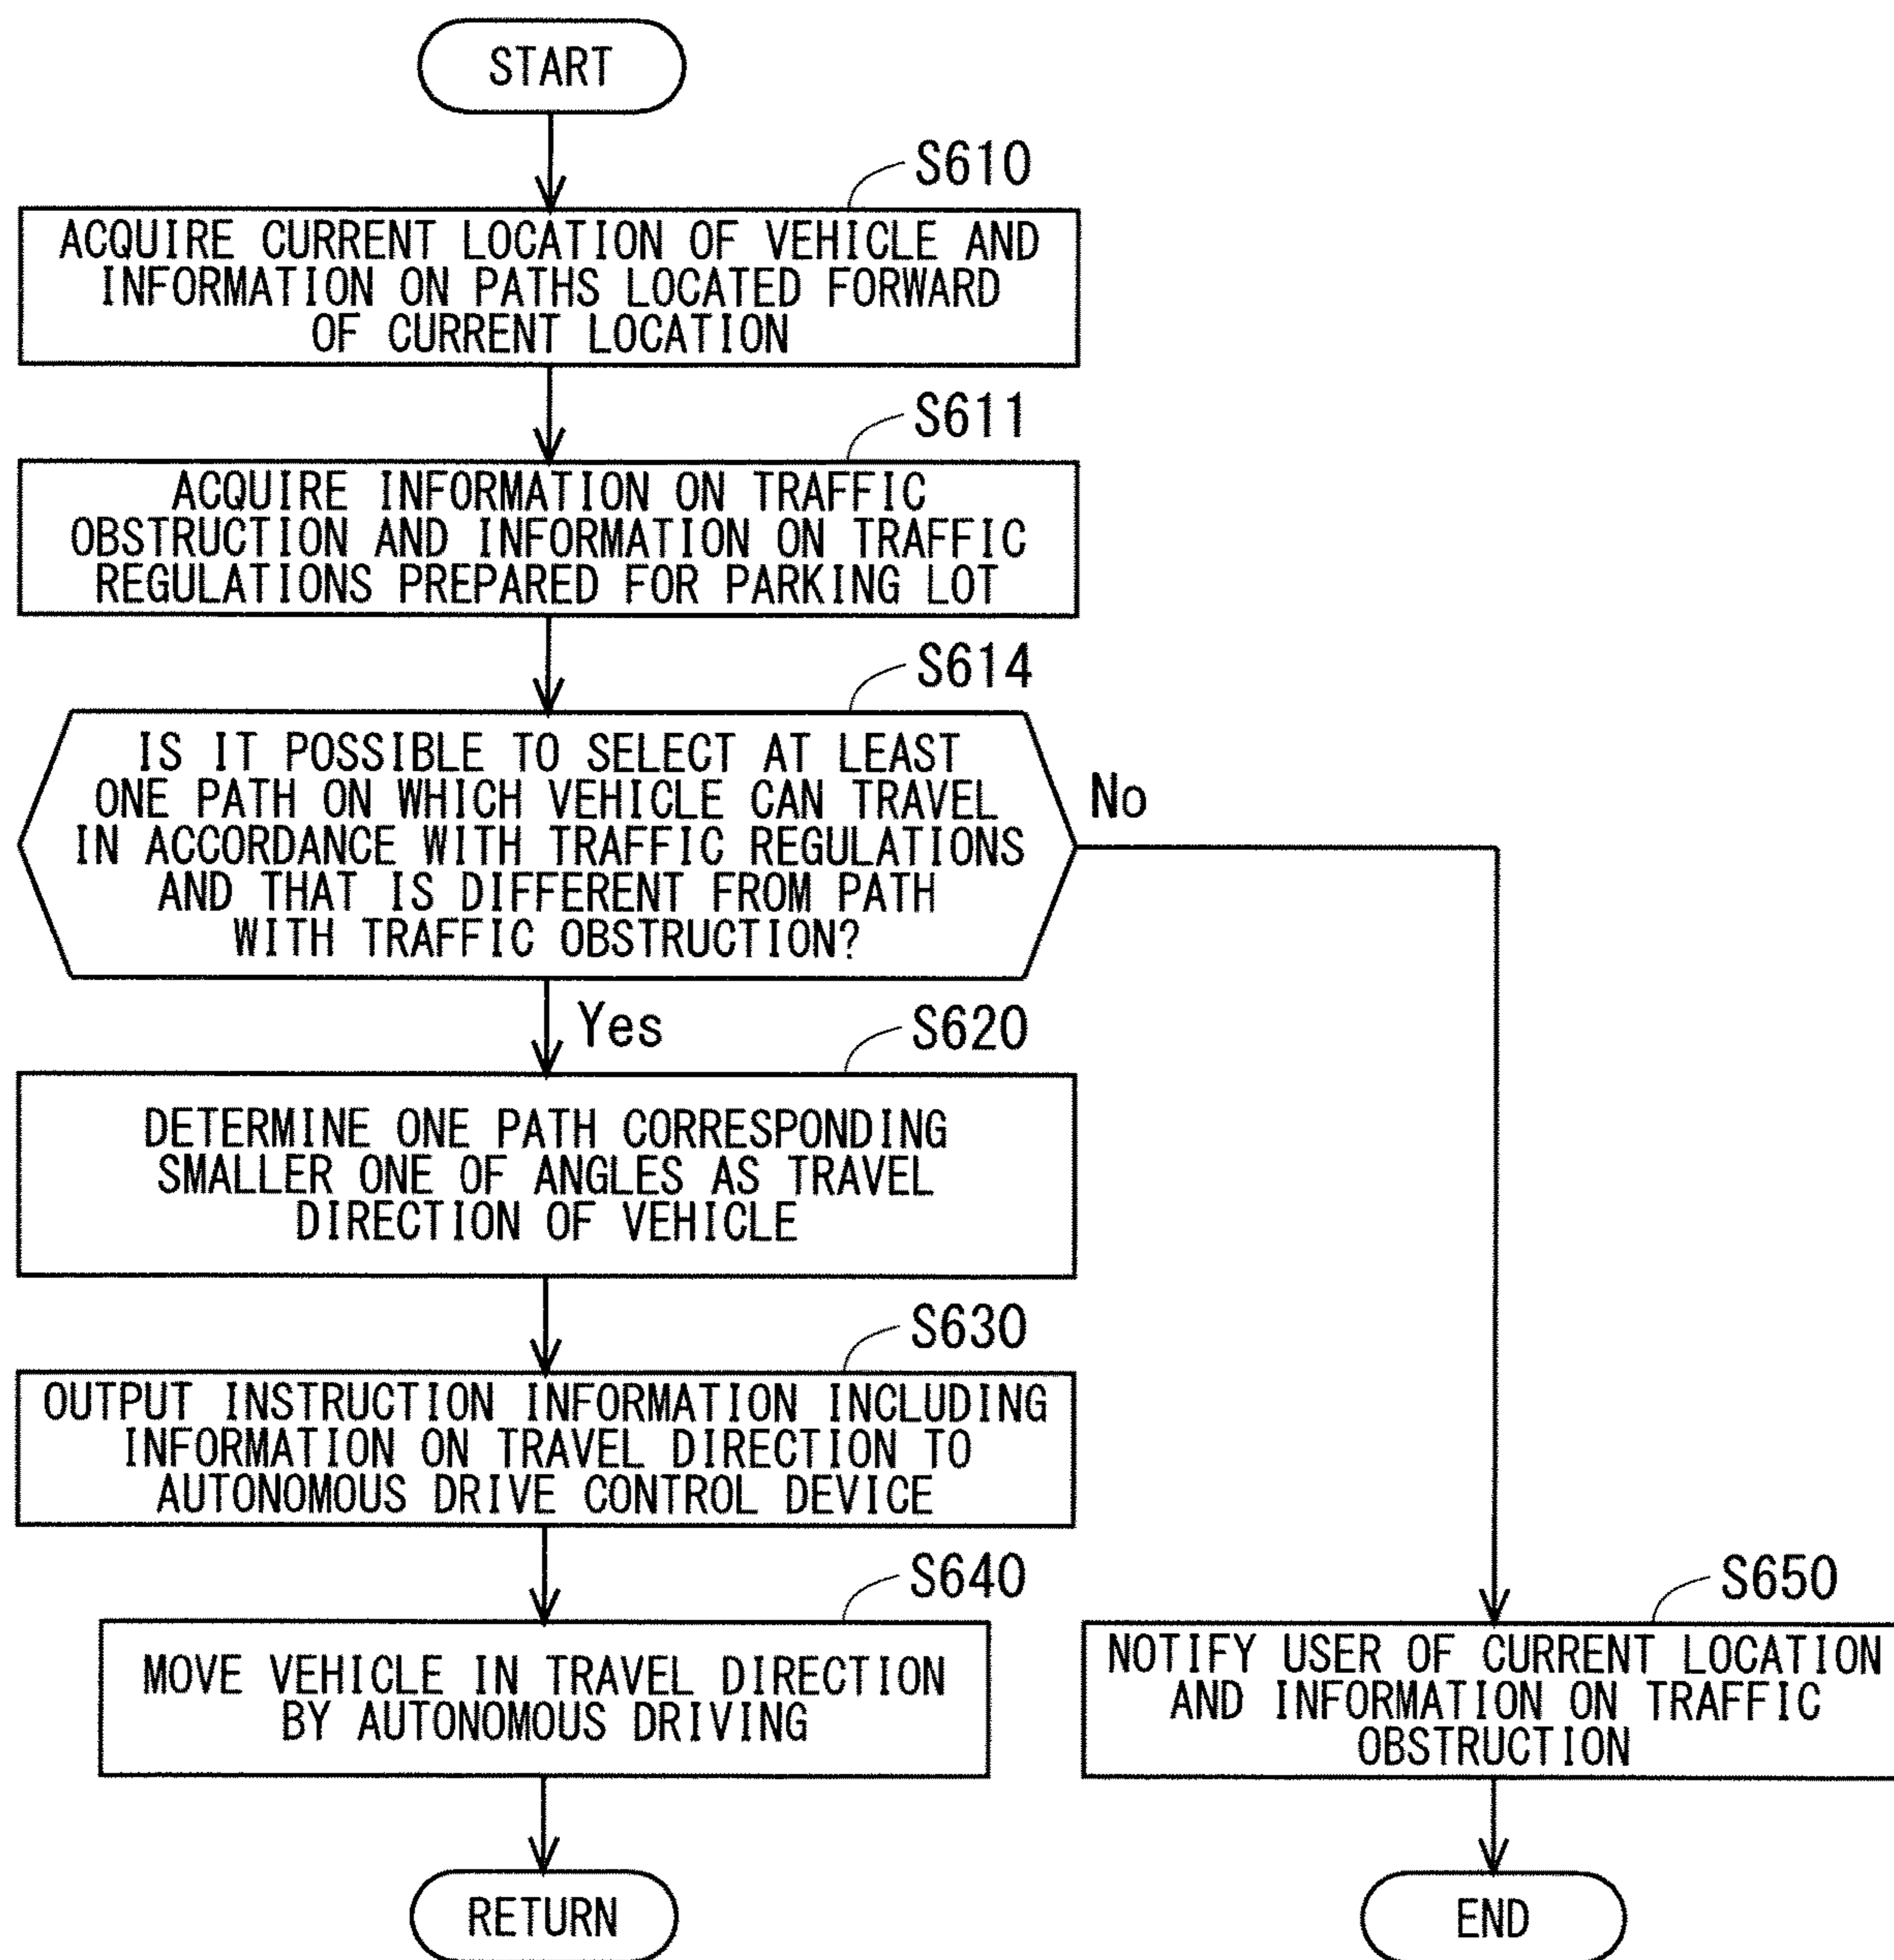 START
S610
ACQUIRE CURRENT LOCATION OF VEHICLE AND
INFORMATION ON PATHS LOCATED FORWARD
OF CURRENT LOCATION
S611
ACQUIRE INFORMATION ON TRAFFIC
OBSTRUCTION AND INFORMATION ON TRAFFIC
REGULATIONS PREPARED FOR PARKING LOT
S614
IS IT POSSIBLE TO SELECT AT LEAST
ONE PATH ON WHICH VEHICLE CAN TRAVEL
IN ACCORDANCE WITH TRAFFIC REGULATIONS
AND THAT IS DIFFERENT FROM PATH
WITH TRAFFIC OBSTRUCTION?
No
Yes
S620
DETERMINE ONE PATH CORRESPONDING
SMALLER ONE OF ANGLES AS TRAVEL
DIRECTION OF VEHICLE
S630
OUTPUT INSTRUCTION INFORMATION INCLUDING
INFORMATION ON TRAVEL DIRECTION TO
AUTONOMOUS DRIVE CONTROL DEVICE
S640
MOVE VEHICLE IN TRAVEL DIRECTION
BY AUTONOMOUS DRIVING
S650
NOTIFY USER OF CURRENT LOCATION
AND INFORMATION ON TRAFFIC
OBSTRUCTION
RETURN
END